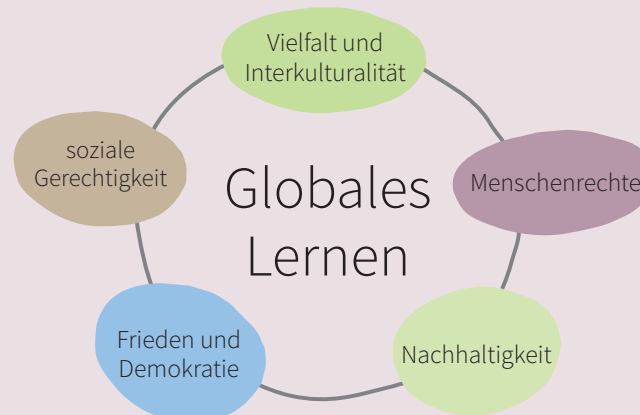 Vielfalt und
Interkulturalität
soziale
Gerechtigkeit
Globales
Lernen
Menschenrechte
Frieden und
Demokratie
Nachhaltigkeit